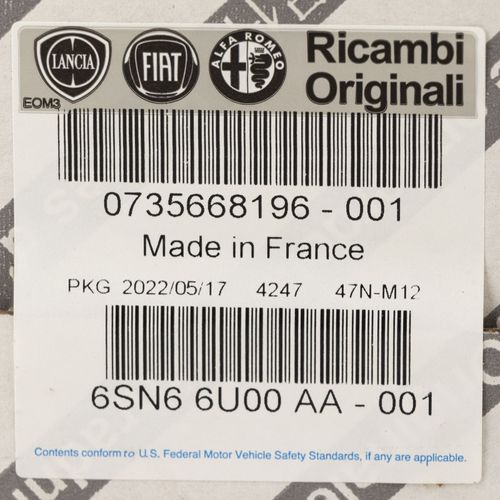 LANCIA
FIAT
ALFA ROMEO
Ricambi
Originali
EOM3
0735668196 - 001
Made in France
PKG 2022/05/17 4247 47N-M12
6SN6 6U00 AA - 001
Contents conform to U.S. Federal Motor Vehicle Safety Standards, if any are applicable.